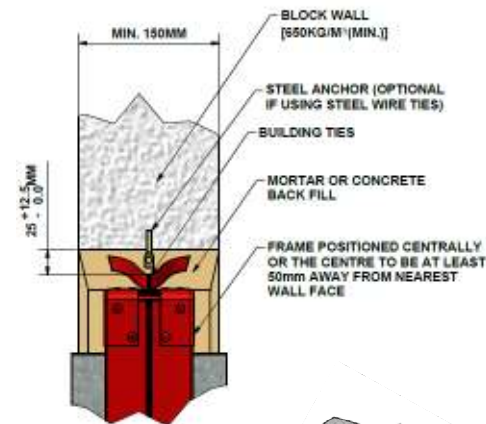 MIN. 150MM
BLOCK WALL
[650KG/M³(MIN.)]
STEEL ANCHOR (OPTIONAL
IF USING STEEL WIRE TIES)
BUILDING TIES
25 +12.5 MM
- 0.0
MORTAR OR CONCRETE
BACK FILL
FRAME POSITIONED CENTRALLY
OR THE CENTRE TO BE AT LEAST
50mm AWAY FROM NEAREST
WALL FACE